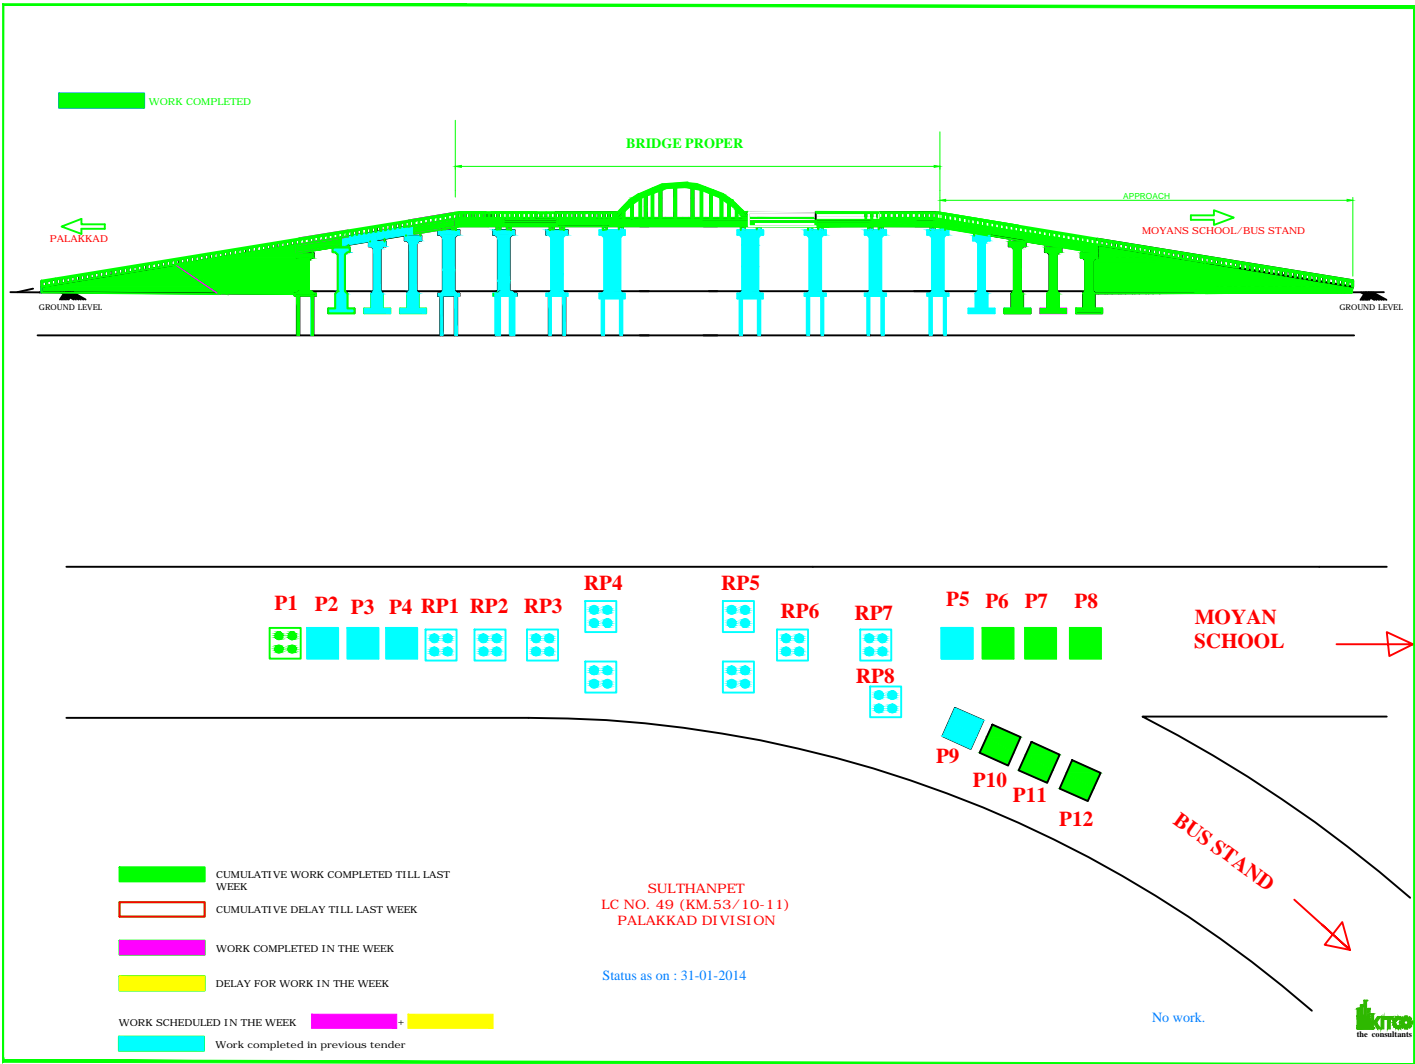 WORK COMPLETED
BRIDGE PROPER
APPROACH
PALAKKAD
MOYANS SCHOOL/BUS STAND
GROUND LEVEL
GROUND LEVEL
P1 P2 P3 P4 RP1 RP2 RP3 RP4 RP5 RP6 RP7 P5 P6 P7 P8
RP8
MOYAN
SCHOOL
P9
P10
P11
P12
BUS STAND
CUMULATIVE WORK COMPLETED TILL LAST
WEEK
CUMULATIVE DELAY TILL LAST WEEK
WORK COMPLETED IN THE WEEK
DELAY FOR WORK IN THE WEEK
WORK SCHEDULED IN THE WEEK +
Work completed in previous tender
SULTHANPET
LC NO. 49 (KM.53/10-11)
PALAKKAD DIVISION
Status as on : 31-01-2014
No work.
KITCO
the consultants